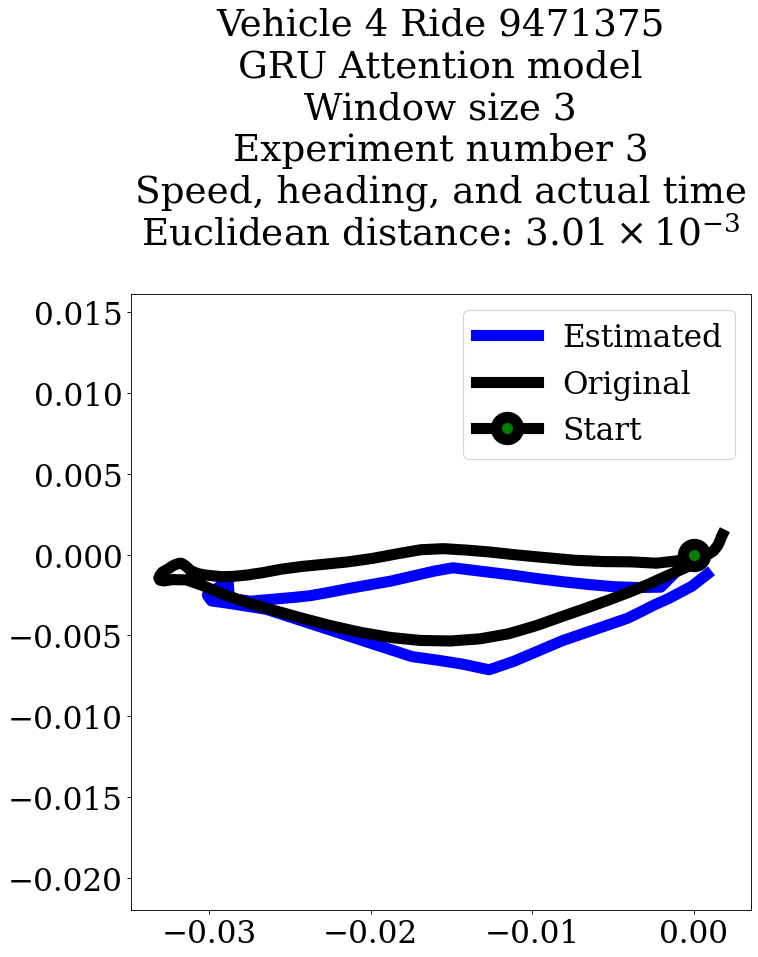 Vehicle 4 Ride 9471375
GRU Attention model
Window size 3
Experiment number 3
Speed, heading, and actual time
Euclidean distance: 3.01 × 10⁻³
Estimated
Original
Start
0.015
0.010
0.005
0.000
−0.005
−0.010
−0.015
−0.020
−0.03
−0.02
−0.01
0.00